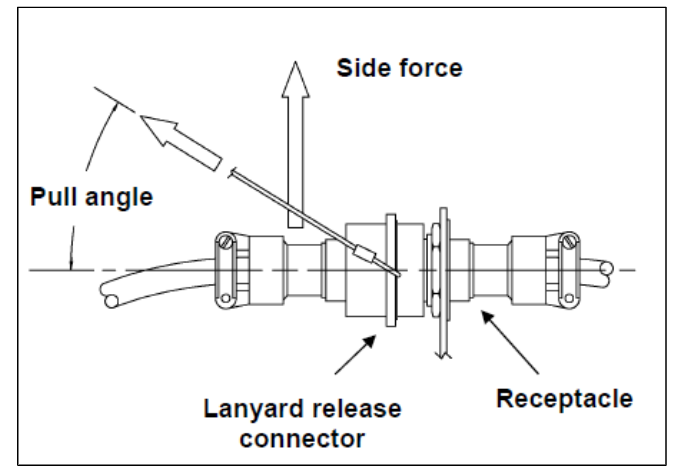 Side force
Pull angle
Lanyard release
connector
Receptacle